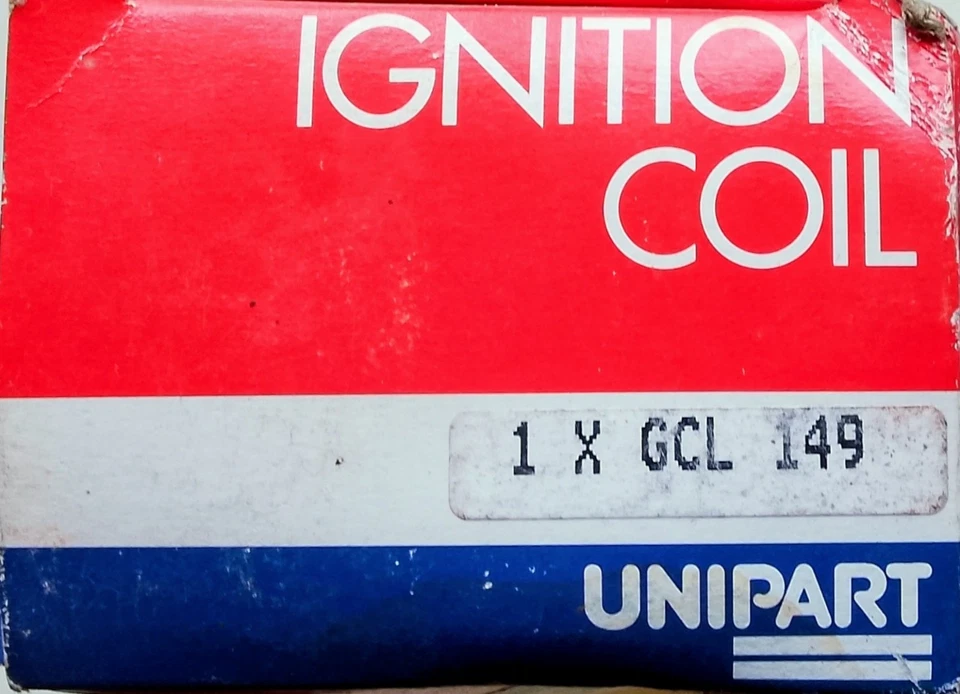 IGNITION
COIL
1 X GCL 149
UNIPART